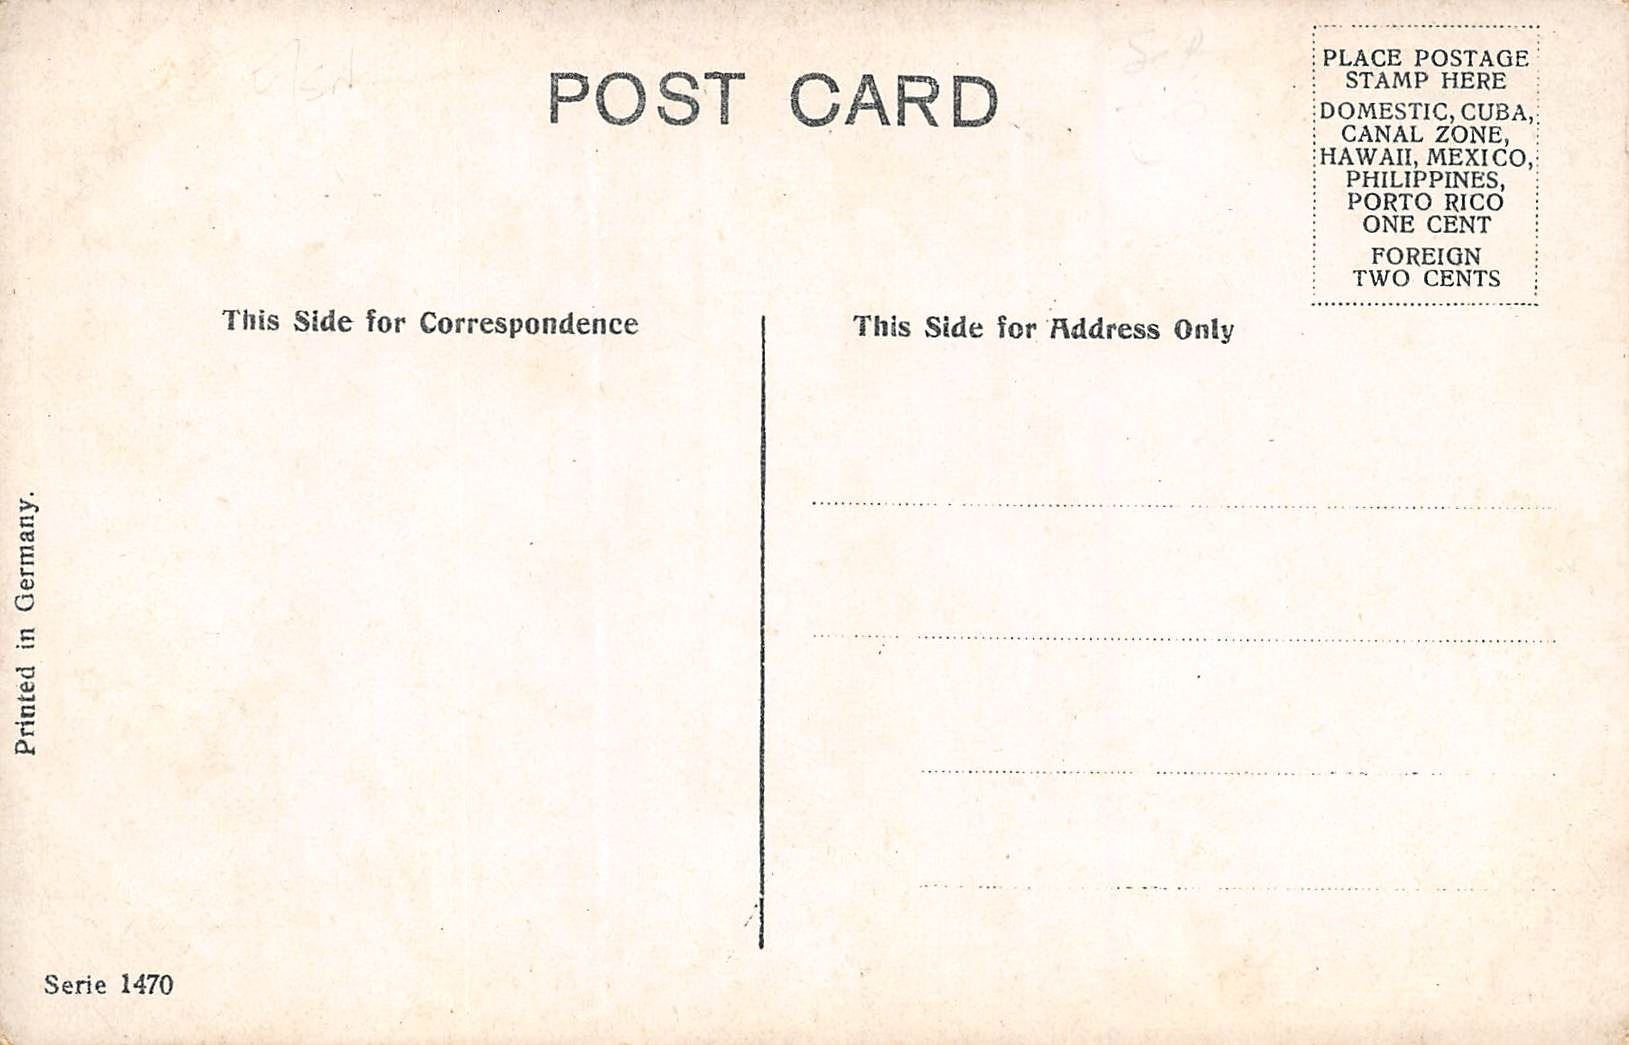 POST CARD
PLACE POSTAGE
STAMP HERE
DOMESTIC, CUBA,
CANAL ZONE,
HAWAII, MEXICO,
PHILIPPINES,
PORTO RICO
ONE CENT
FOREIGN
TWO CENTS
This Side for Correspondence
This Side for Address Only
Printed in Germany.
Serie 1470